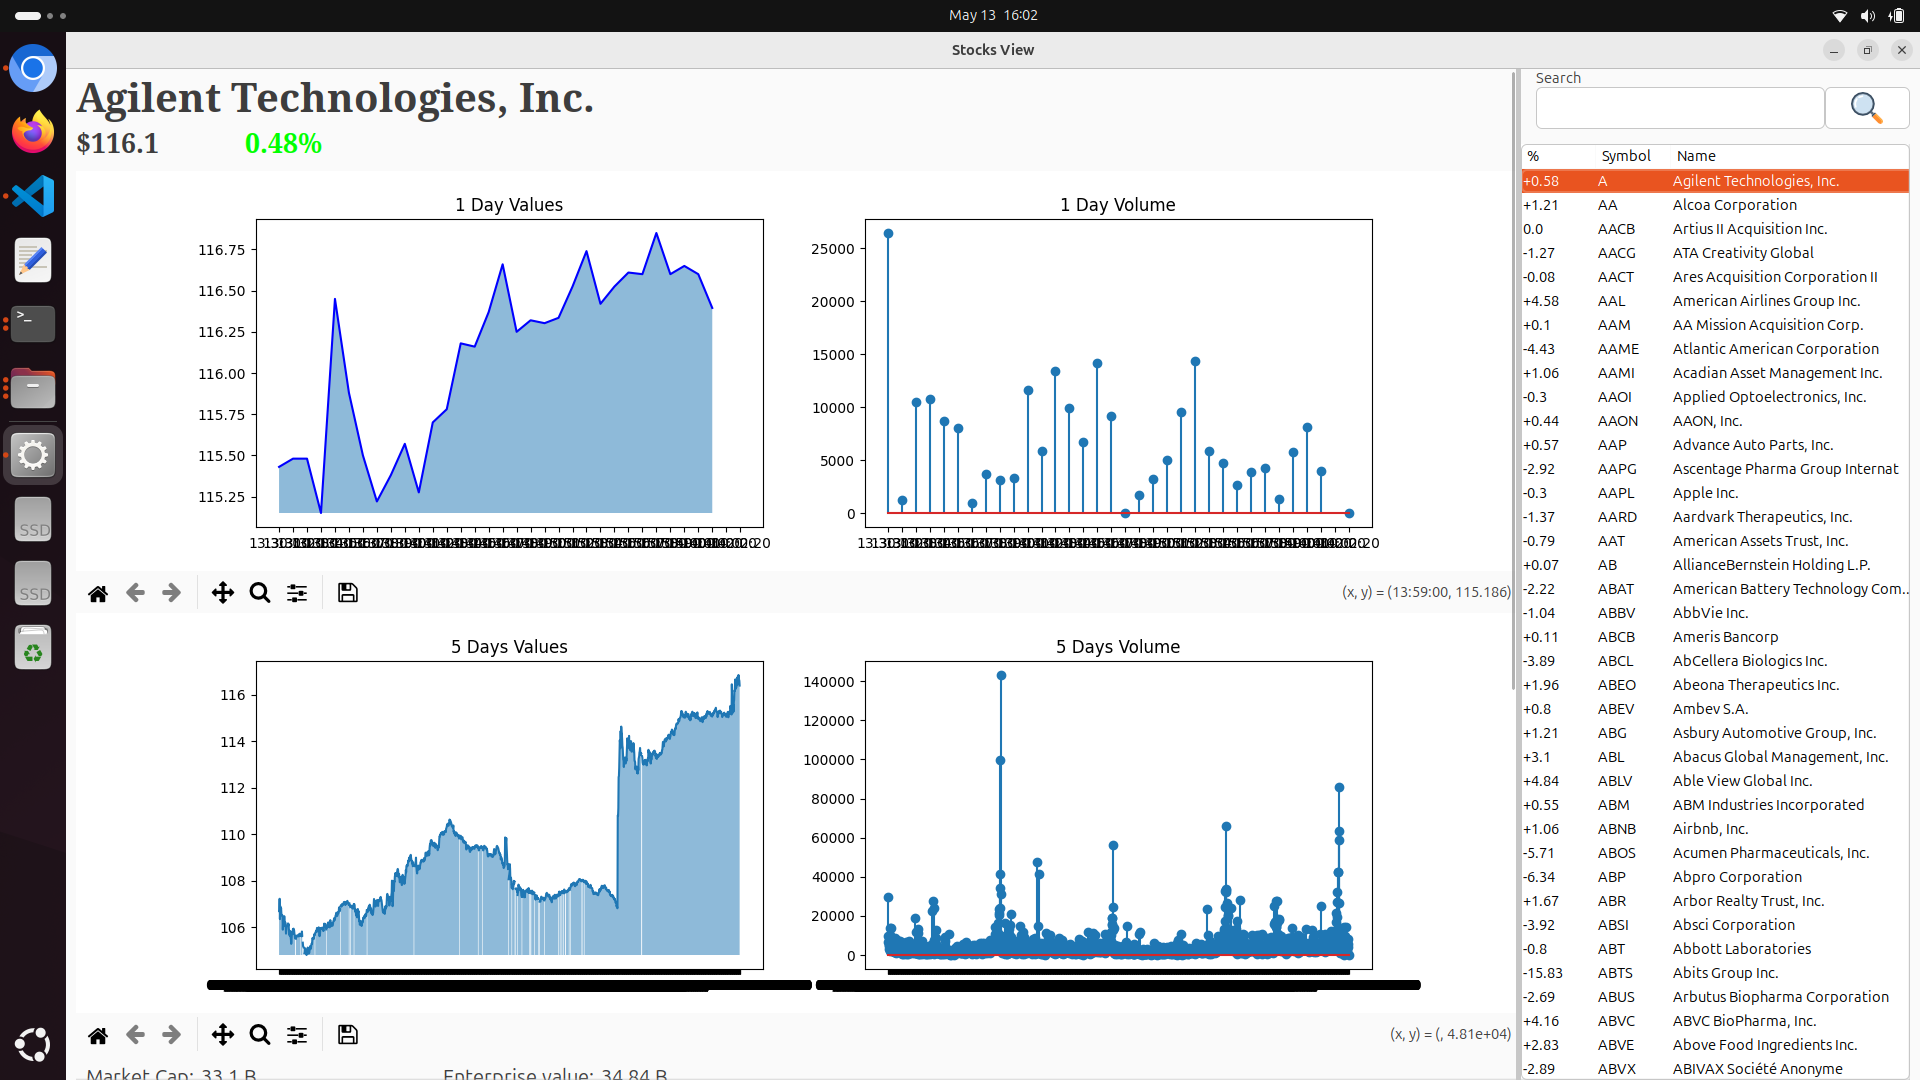 May 13 16:02
Stocks View
Agilent Technologies, Inc.
$116.1 0.48%
1 Day Values
116.75
116.50
116.25
116.00
115.75
115.50
115.25
1 Day Volume
25000
20000
15000
10000
5000
0
(x, y) = (13:59:00, 115.186)
5 Days Values
116
114
112
110
108
106
5 Days Volume
140000
120000
100000
80000
60000
40000
20000
0
(x, y) = (, 4.81e+04)
Market Cap: 33.1 B Enterprise value: 34.84 B
Search
% Symbol Name
+0.58 A Agilent Technologies, Inc.
+1.21 AA Alcoa Corporation
0.0 AACB Artius II Acquisition Inc.
-1.27 AACG ATA Creativity Global
-0.08 AACT Ares Acquisition Corporation II
+4.58 AAL American Airlines Group Inc.
+0.1 AAM AA Mission Acquisition Corp.
-4.43 AAME Atlantic American Corporation
+1.06 AAMI Acadian Asset Management Inc.
-0.3 AAOI Applied Optoelectronics, Inc.
+0.44 AAON AAON, Inc.
+0.57 AAP Advance Auto Parts, Inc.
-2.92 AAPG Ascentage Pharma Group Internat
-0.3 AAPL Apple Inc.
-1.37 AARD Aardvark Therapeutics, Inc.
-0.79 AAT American Assets Trust, Inc.
+0.07 AB AllianceBernstein Holding L.P.
-2.22 ABAT American Battery Technology Com..
-1.04 ABBV AbbVie Inc.
+0.11 ABCB Ameris Bancorp
-3.89 ABCL AbCellera Biologics Inc.
+1.96 ABEO Abeona Therapeutics Inc.
+0.8 ABEV Ambev S.A.
+1.21 ABG Asbury Automotive Group, Inc.
+3.1 ABL Abacus Global Management, Inc.
+4.84 ABLV Able View Global Inc.
+0.55 ABM ABM Industries Incorporated
+1.06 ABNB Airbnb, Inc.
-5.71 ABOS Acumen Pharmaceuticals, Inc.
-6.34 ABP Abpro Corporation
+1.67 ABR Arbor Realty Trust, Inc.
-3.92 ABSI Absci Corporation
-0.8 ABT Abbott Laboratories
-15.83 ABTS Abits Group Inc.
-2.69 ABUS Arbutus Biopharma Corporation
+4.16 ABVC ABVC BioPharma, Inc.
+2.83 ABVE Above Food Ingredients Inc.
-2.89 ABVX ABIVAX Société Anonyme
SSD
SSD